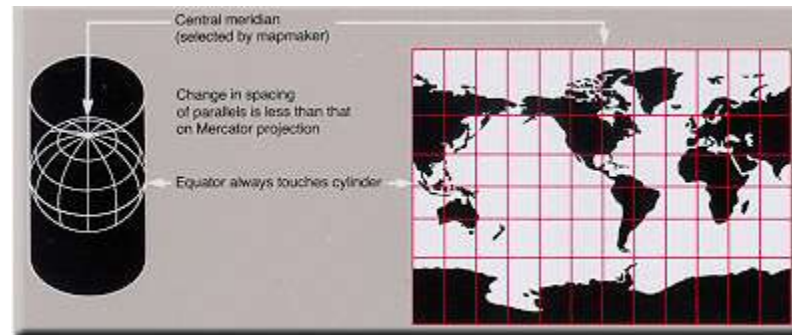 Central meridian
(selected by mapmaker)
Change in spacing
of parallels is less than that
on Mercator projection
Equator always touches cylinder